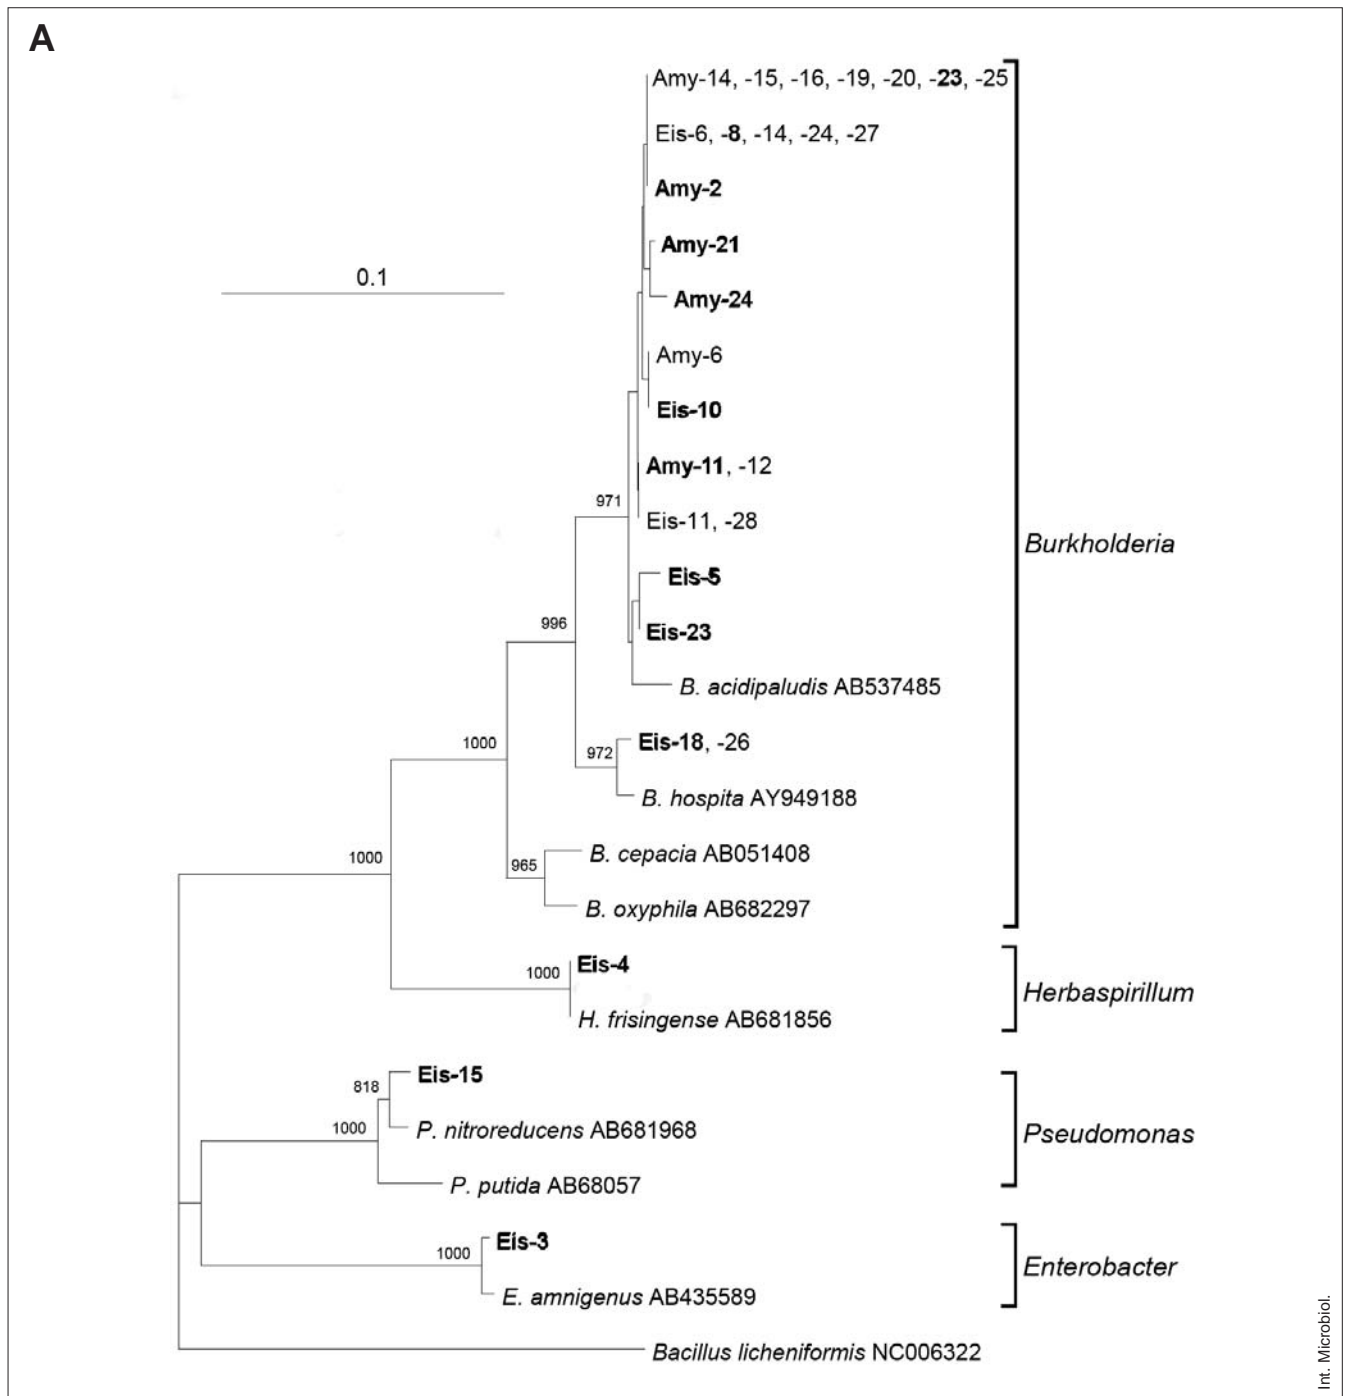 A
Amy-14, -15, -16, -19, -20, -23, -25
Eis-6, -8, -14, -24, -27
Amy-2
Amy-21
0.1
Amy-24
Amy-6
Eis-10
Amy-11, -12
971
Eis-11, -28
Burkholderia
Eis-5
996
Eis-23
B. acidipaludis AB537485
1000
Eis-18, -26
972
B. hospita AY949188
1000
B. cepacia AB051408
965
B. oxyphila AB682297
Eis-4
1000
Herbaspirillum
H. frisingense AB681856
Eis-15
818
1000
P. nitroreducens AB681968
Pseudomonas
P. putida AB68057
Eis-3
1000
Enterobacter
E. amnigenus AB435589
Bacillus licheniformis NC006322
Int. Microbiol.